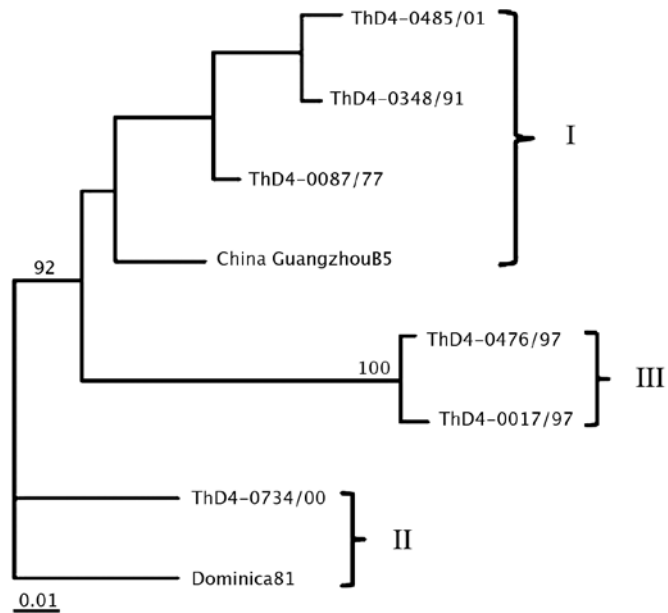 ThD4-0485/01
ThD4-0348/91
I
ThD4-0087/77
China GuangzhouB5
92
ThD4-0476/97
100
III
ThD4-0017/97
ThD4-0734/00
II
Dominica81
0.01